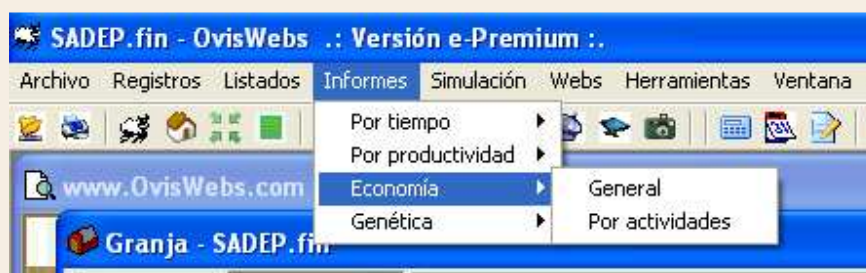 SADEP.fin - OvisWebs .: Versión e-Premium :.
Archivo Registros Listados Informes Simulación Webs Herramientas Ventana
Por tiempo
Por productividad
www.OvisWebs.com
Economía
General
Genética
Por actividades
Granja - SADEP.fin